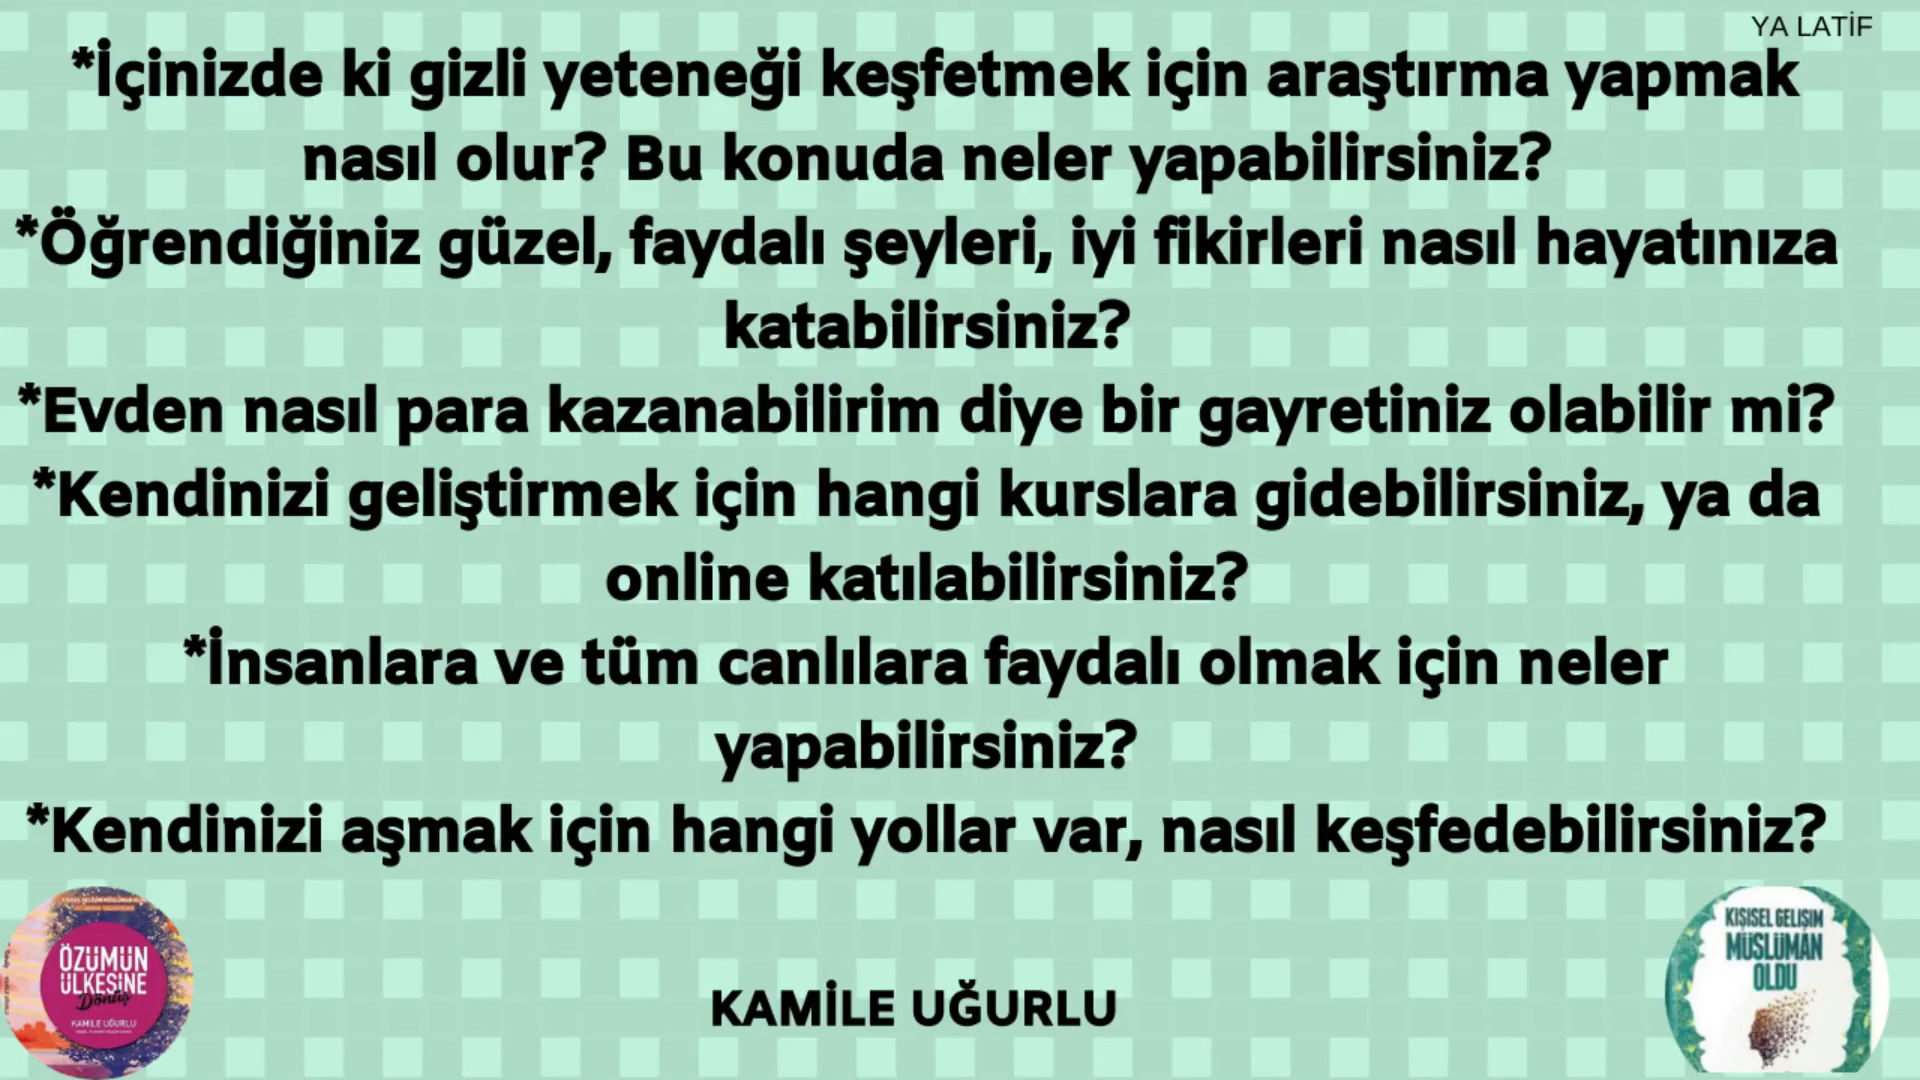 YA LATİF
*İçinizde ki gizli yeteneği keşfetmek için araştırma yapmak
nasıl olur? Bu konuda neler yapabilirsiniz?
*Öğrendiğiniz güzel, faydalı şeyleri, iyi fikirleri nasıl hayatınıza
katabilirsiniz?
*Evden nasıl para kazanabilirim diye bir gayretiniz olabilir mi?
*Kendinizi geliştirmek için hangi kurslara gidebilirsiniz, ya da
online katılabilirsiniz?
*İnsanlara ve tüm canlılara faydalı olmak için neler
yapabilirsiniz?
*Kendinizi aşmak için hangi yollar var, nasıl keşfedebilirsiniz?
ÖZÜMÜN
ÜLKESİNE
Dönüş
KAMİLE UĞURLU
KAMİLE UĞURLU
KİŞİSEL GELİŞİM
MÜSLÜMAN
OLDU